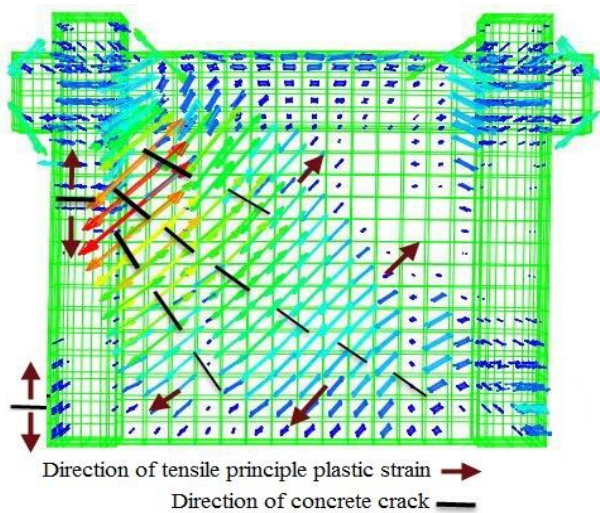 Direction of tensile principle plastic strain
Direction of concrete crack